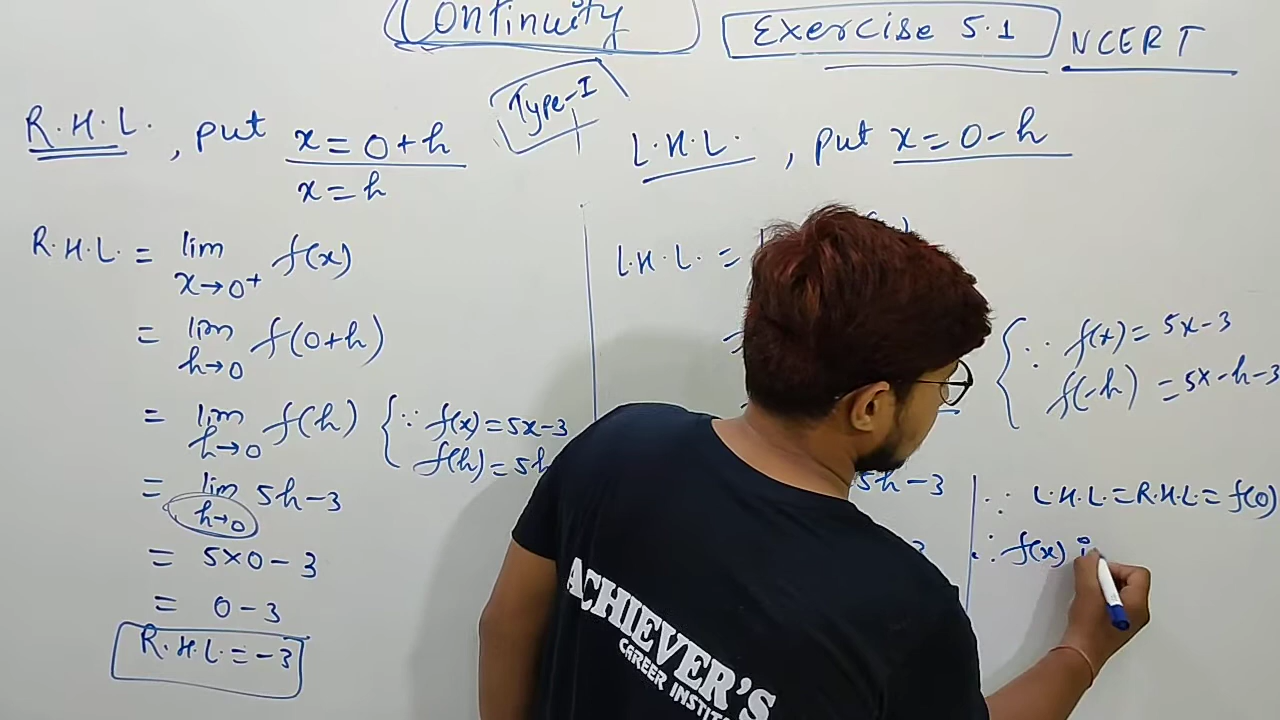 Continuity
Exercise 5.1
NCERT
Type-I
R.H.L. , put x = 0 + h
x = h
R.H.L. = lim f(x)
x→0+
= lim f(0+h)
h→0
= lim f(h) { ∵ f(x) = 5x-3
h→0 f(h) = 5h
= lim 5h - 3
h→0
= 5×0 - 3
= 0 - 3
R.H.L. = -3
L.H.L. , put x = 0 - h
L.H.L. =
{ ∵ f(x) = 5x-3
f(-h) = 5x-h-3
5h - 3
∵ L.H.L. = R.H.L. = f(0)
∴ f(x) i
ACHIEVER'S
CAREER INSTIT